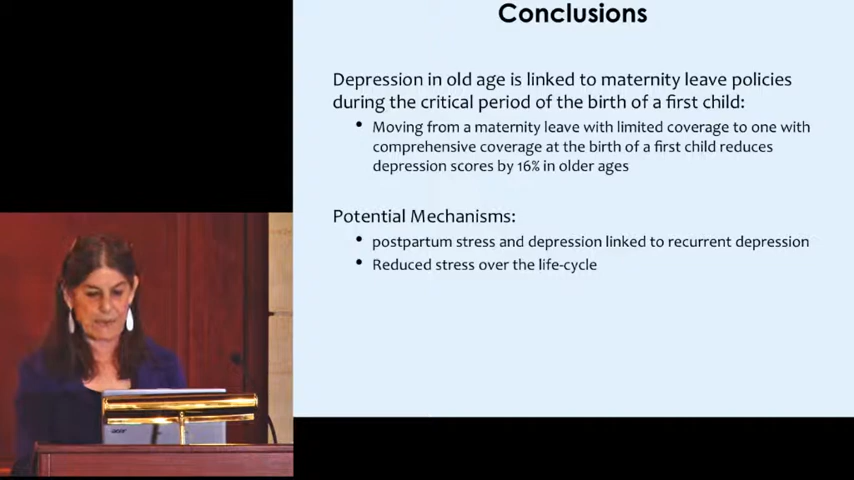 Conclusions
Depression in old age is linked to maternity leave policies
during the critical period of the birth of a first child:
• Moving from a maternity leave with limited coverage to one with
comprehensive coverage at the birth of a first child reduces
depression scores by 16% in older ages
Potential Mechanisms:
• postpartum stress and depression linked to recurrent depression
• Reduced stress over the life-cycle
acer